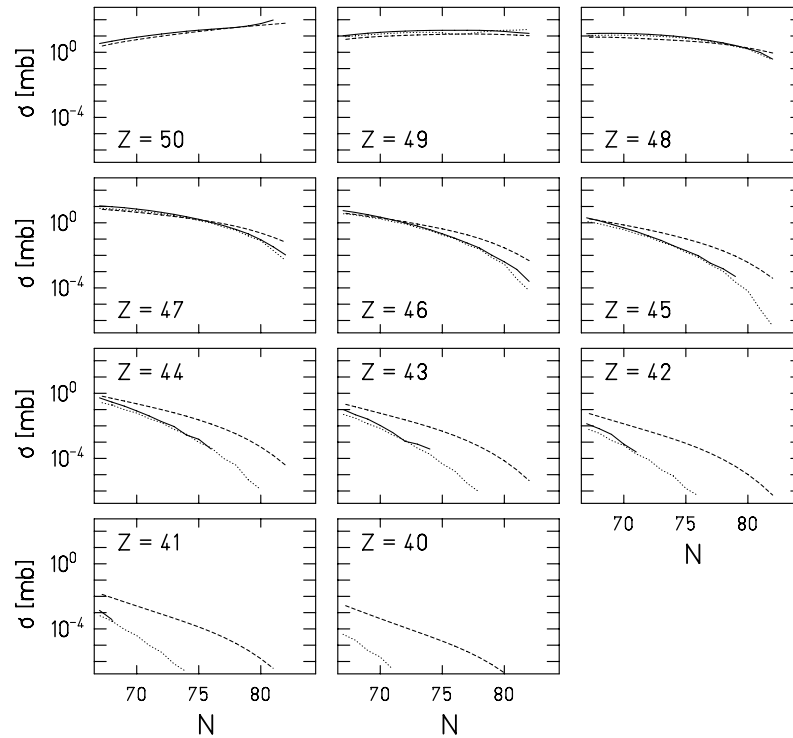 σ [mb]
10⁰
10⁻⁴
Z = 50
Z = 49
Z = 48
σ [mb]
10⁰
10⁻⁴
Z = 47
Z = 46
Z = 45
σ [mb]
10⁰
10⁻⁴
Z = 44
Z = 43
Z = 42
70 75 80
N
σ [mb]
10⁰
10⁻⁴
Z = 41
Z = 40
70 75 80
70 75 80
N
N